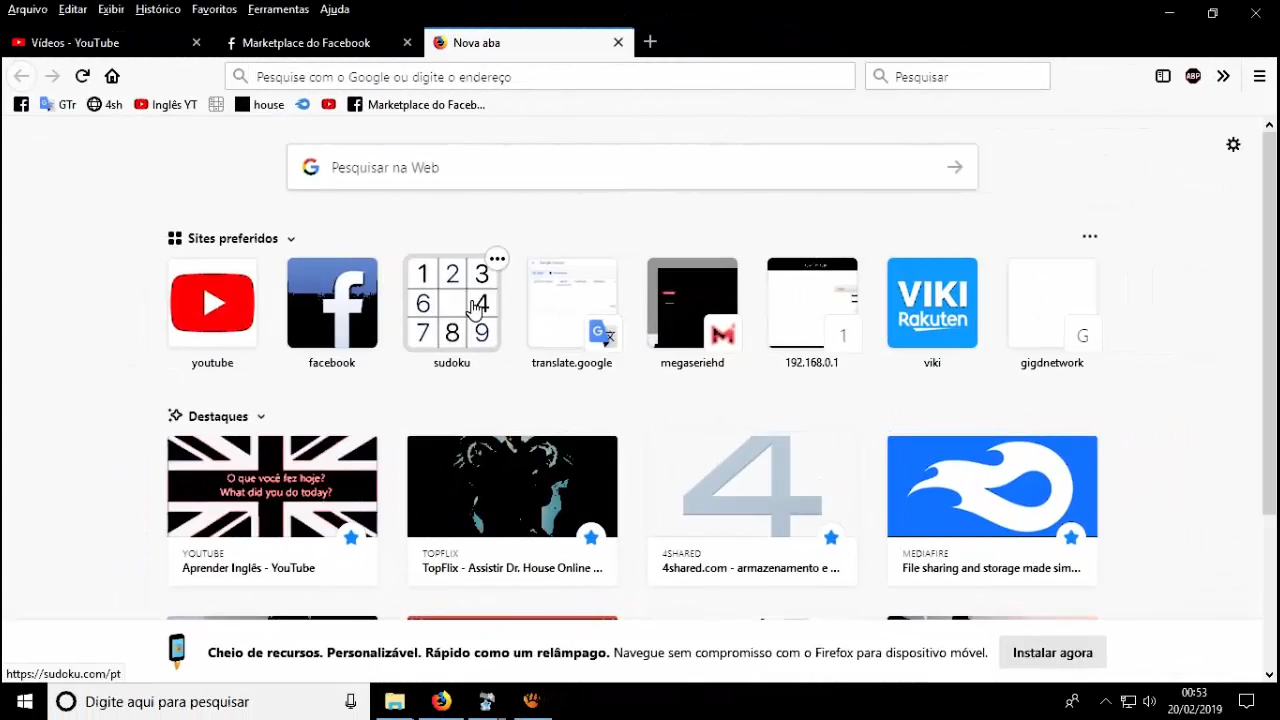 Arquivo Editar Exibir Histórico Favoritos Ferramentas Ajuda
Vídeos - YouTube Marketplace do Facebook Nova aba
Pesquise com o Google ou digite o endereço Pesquisar ABP
GTr 4sh Inglês YT house Marketplace do Faceb...
Pesquisar na Web
Sites preferidos
1 2 3
6 4
7 8 9
VIKI
Rakuten
1
G
youtube facebook sudoku translate.google megaseriehd 192.168.0.1 viki gigdnetwork
Destaques
O que você fez hoje?
What did you do today?
4
YOUTUBE TOPFLIX 4SHARED MEDIAFIRE
Aprender Inglês - YouTube TopFlix - Assistir Dr. House Online ... 4shared.com - armazenamento e ... File sharing and storage made sim...
Cheio de recursos. Personalizável. Rápido como um relâmpago. Navegue sem compromisso com o Firefox para dispositivo móvel. Instalar agora
https://sudoku.com/pt
Digite aqui para pesquisar 00:53
20/02/2019